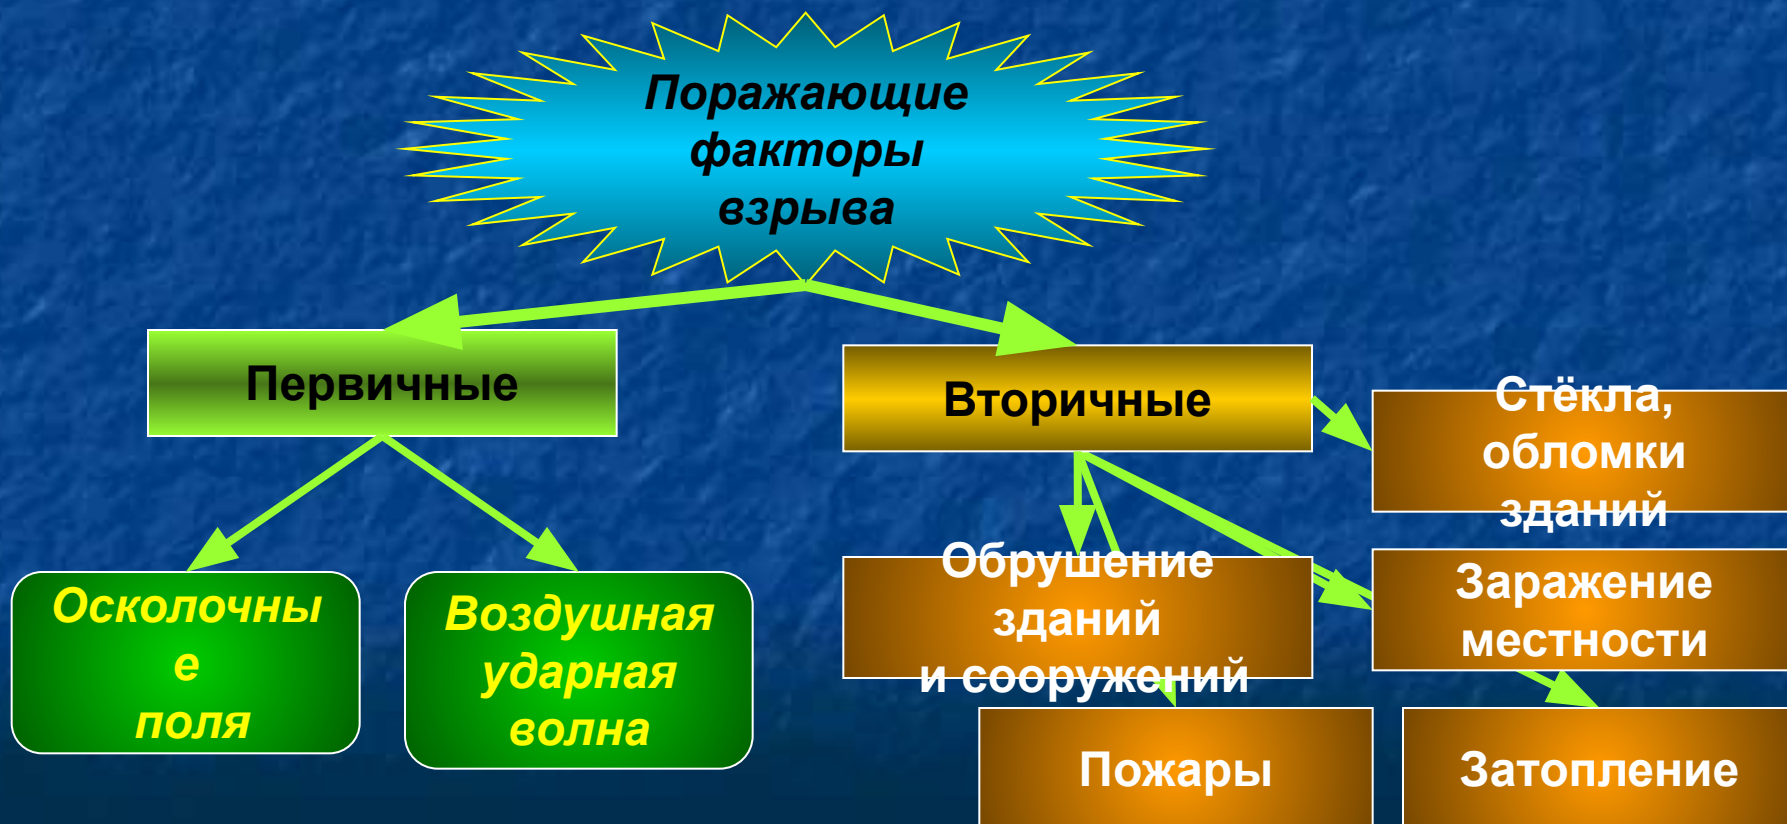 Поражающие
факторы
взрыва
Первичные
Вторичные
Стёкла,
обломки
зданий
Осколочны
е
поля
Воздушная
ударная
волна
Обрушение
зданий
и сооружений
Заражение
местности
Пожары
Затопление